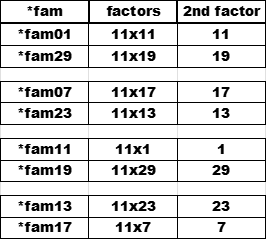 *fam factors 2nd factor
*fam01 11x11 11
*fam29 11x19 19
*fam07 11x17 17
*fam23 11x13 13
*fam11 11x1 1
*fam19 11x29 29
*fam13 11x23 23
*fam17 11x7 7